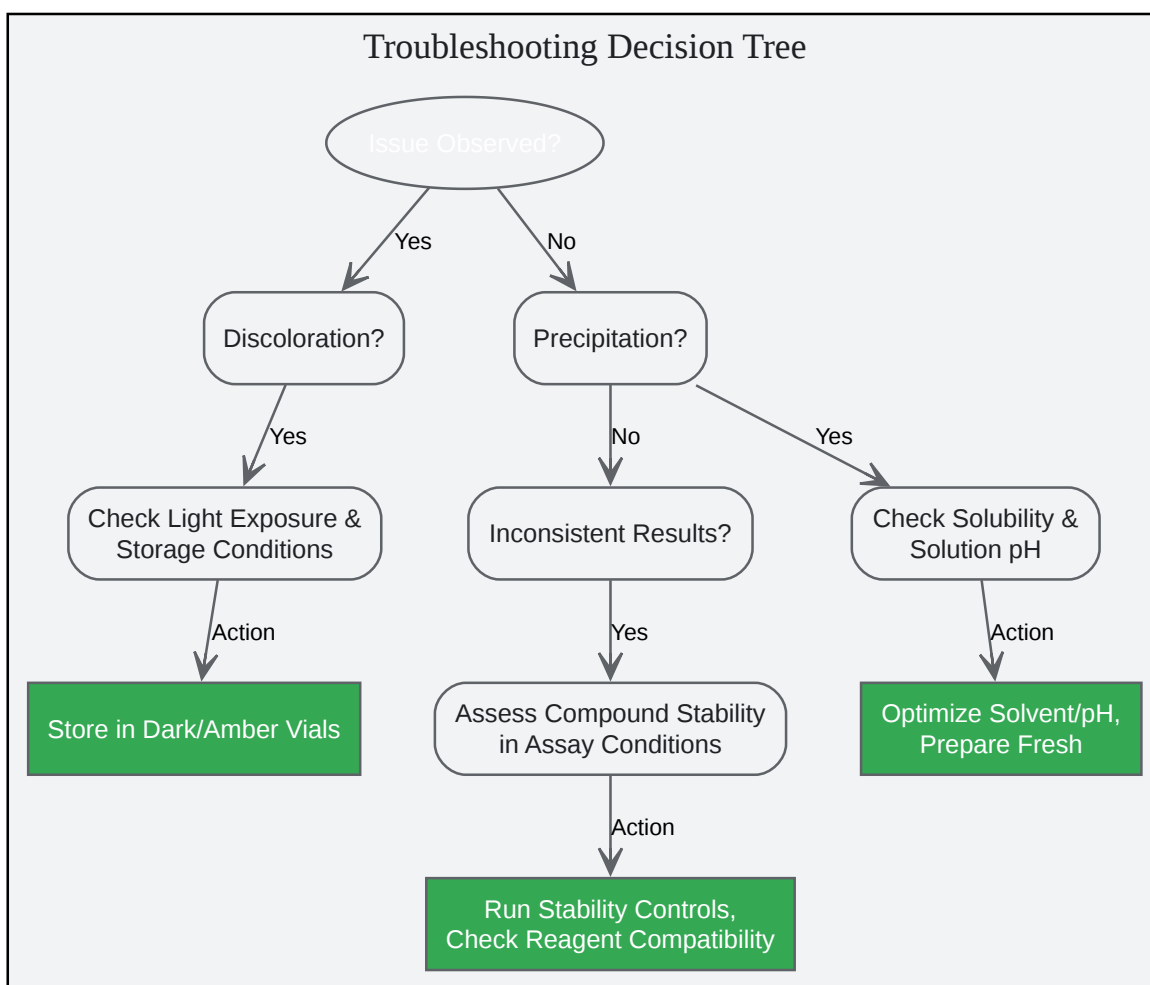 Troubleshooting Decision Tree
Issue Observed?
Yes
No
Discoloration?
Precipitation?
Yes
No
Yes
Check Light Exposure &
Storage Conditions
Inconsistent Results?
Check Solubility &
Solution pH
Action
Yes
Action
Store in Dark/Amber Vials
Assess Compound Stability
in Assay Conditions
Optimize Solvent/pH,
Prepare Fresh
Action
Run Stability Controls,
Check Reagent Compatibility